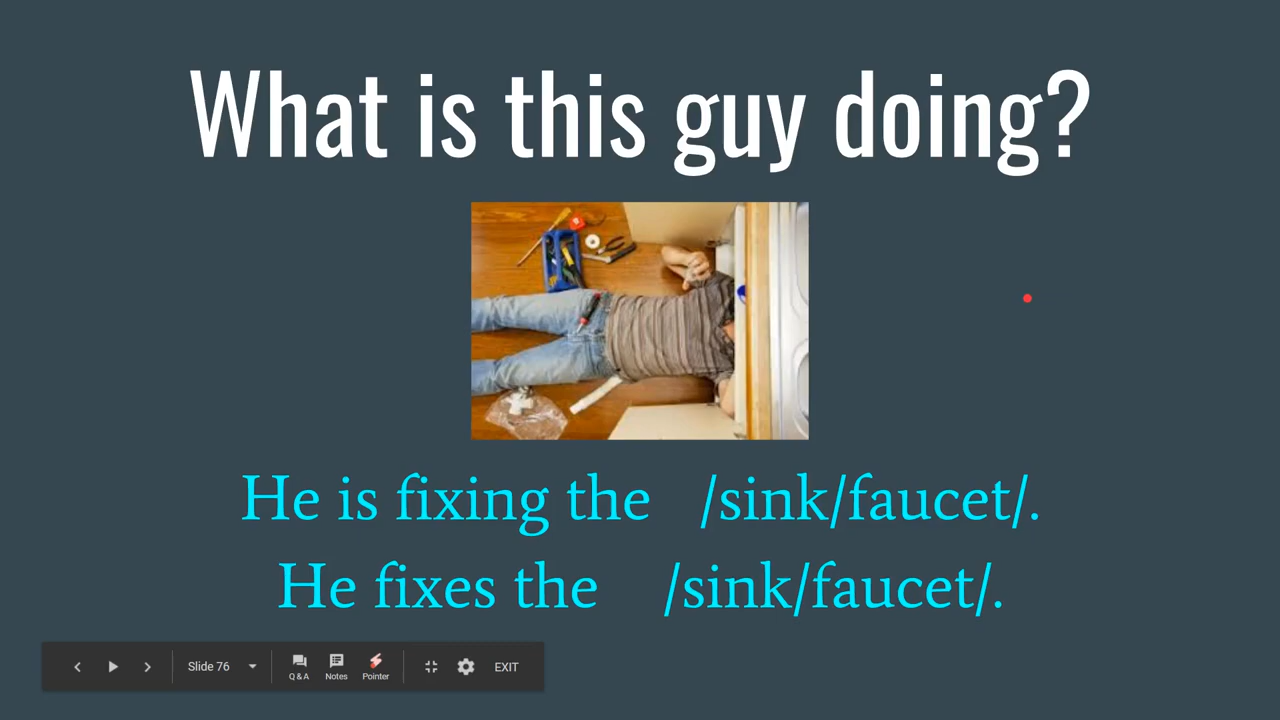 What is this guy doing?
He is fixing the /sink/faucet/.
He fixes the /sink/faucet/.
Slide 76
Q & A
Notes
Pointer
EXIT